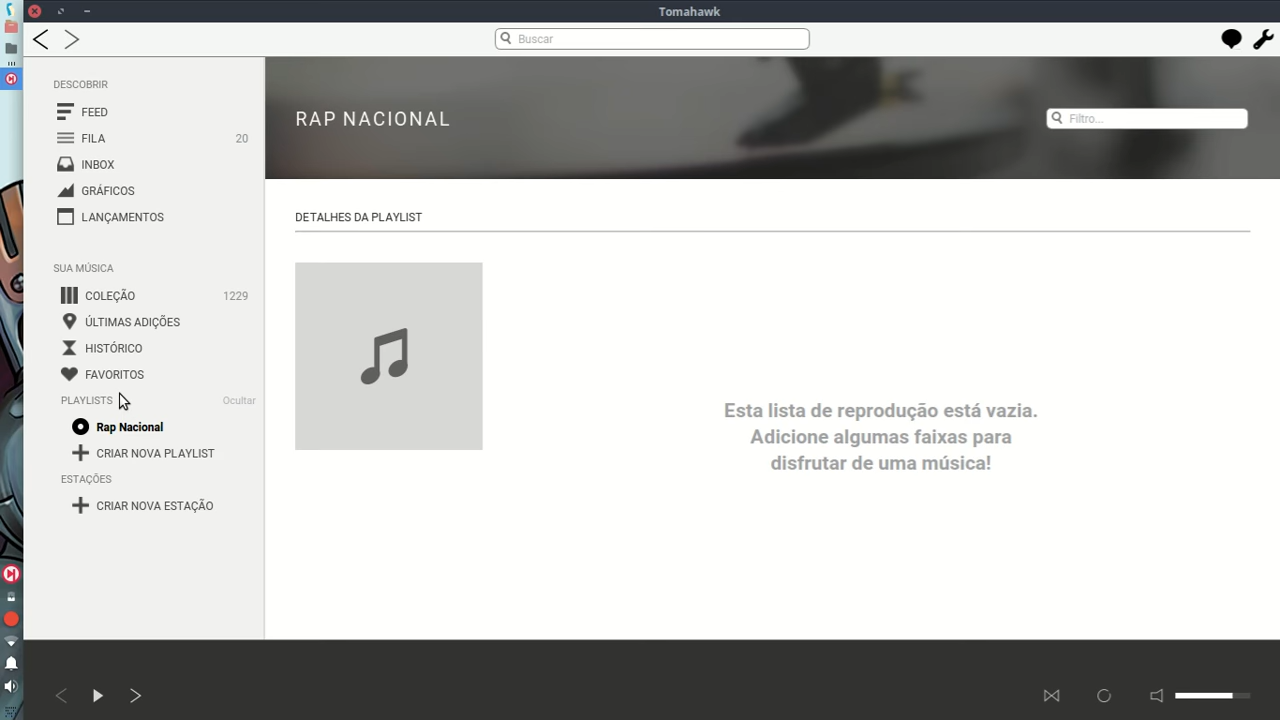 Tomahawk
Buscar
DESCOBRIR
FEED
FILA 20
INBOX
GRÁFICOS
LANÇAMENTOS
SUA MÚSICA
COLEÇÃO 1229
ÚLTIMAS ADIÇÕES
HISTÓRICO
FAVORITOS
PLAYLISTS Ocultar
Rap Nacional
CRIAR NOVA PLAYLIST
ESTAÇÕES
CRIAR NOVA ESTAÇÃO
RAP NACIONAL
Filtro...
DETALHES DA PLAYLIST
Esta lista de reprodução está vazia.
Adicione algumas faixas para
disfrutar de uma música!